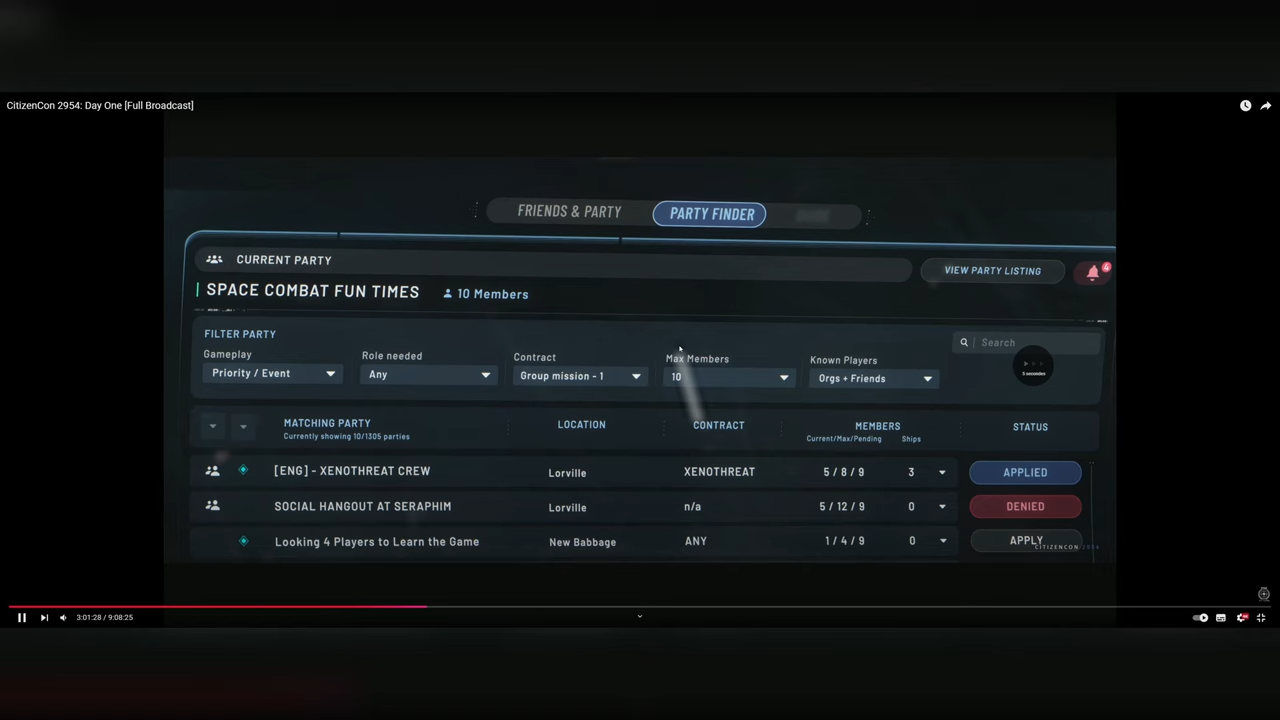 CitizenCon 2954: Day One [Full Broadcast]
FRIENDS & PARTY
PARTY FINDER
CURRENT PARTY
VIEW PARTY LISTING
4
SPACE COMBAT FUN TIMES
10 Members
FILTER PARTY
Search
Gameplay
Role needed
Contract
Max Members
Known Players
Priority / Event
Any
Group mission - 1
10
Orgs + Friends
5 secondes
MATCHING PARTY
LOCATION
CONTRACT
MEMBERS
STATUS
Currently showing 10/1305 parties
Current/Max/Pending
Ships
[ENG] - XENOTHREAT CREW
Lorville
XENOTHREAT
5 / 8 / 9
3
APPLIED
SOCIAL HANGOUT AT SERAPHIM
Lorville
n/a
5 / 12 / 9
0
DENIED
Looking 4 Players to Learn the Game
New Babbage
ANY
1 / 4 / 9
0
APPLY
CITIZENCON 2954
3:01:28 / 9:08:25